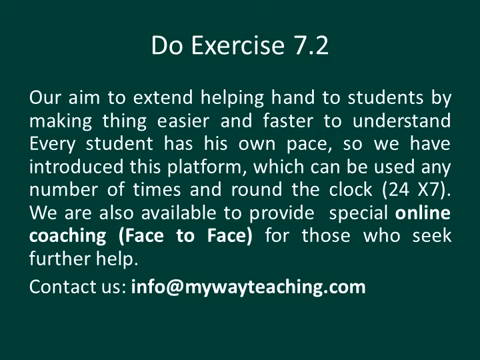 Do Exercise 7.2
Our aim to extend helping hand to students by
making thing easier and faster to understand
Every student has his own pace, so we have
introduced this platform, which can be used any
number of times and round the clock (24 X7).
We are also available to provide special online
coaching (Face to Face) for those who seek
further help.
Contact us: info@mywayteaching.com